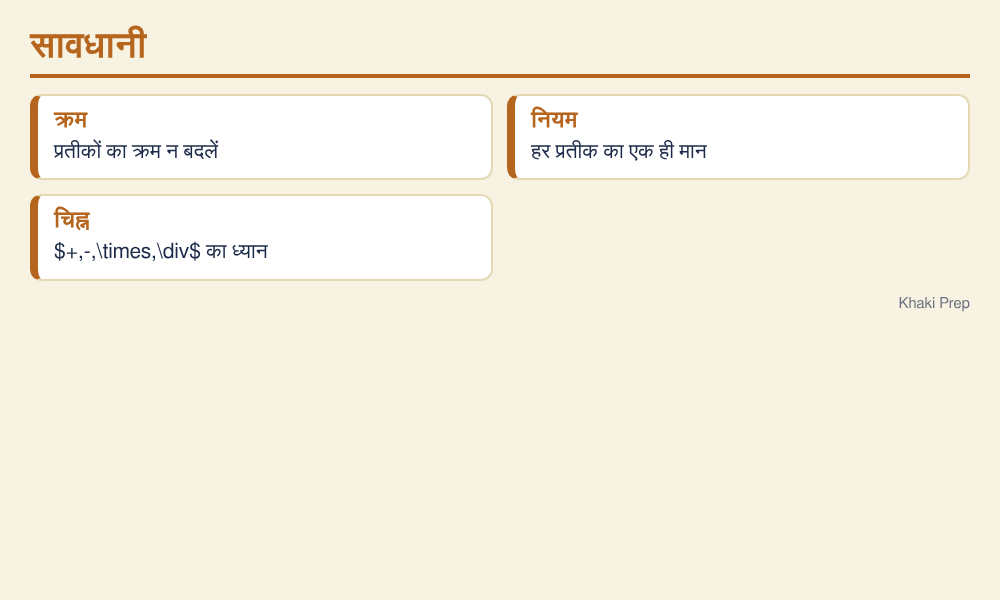 सावधानी
क्रम
प्रतीकों का क्रम न बदलें
नियम
हर प्रतीक का एक ही मान
चिह्न
$+,-,\times,\div$ का ध्यान
Khaki Prep